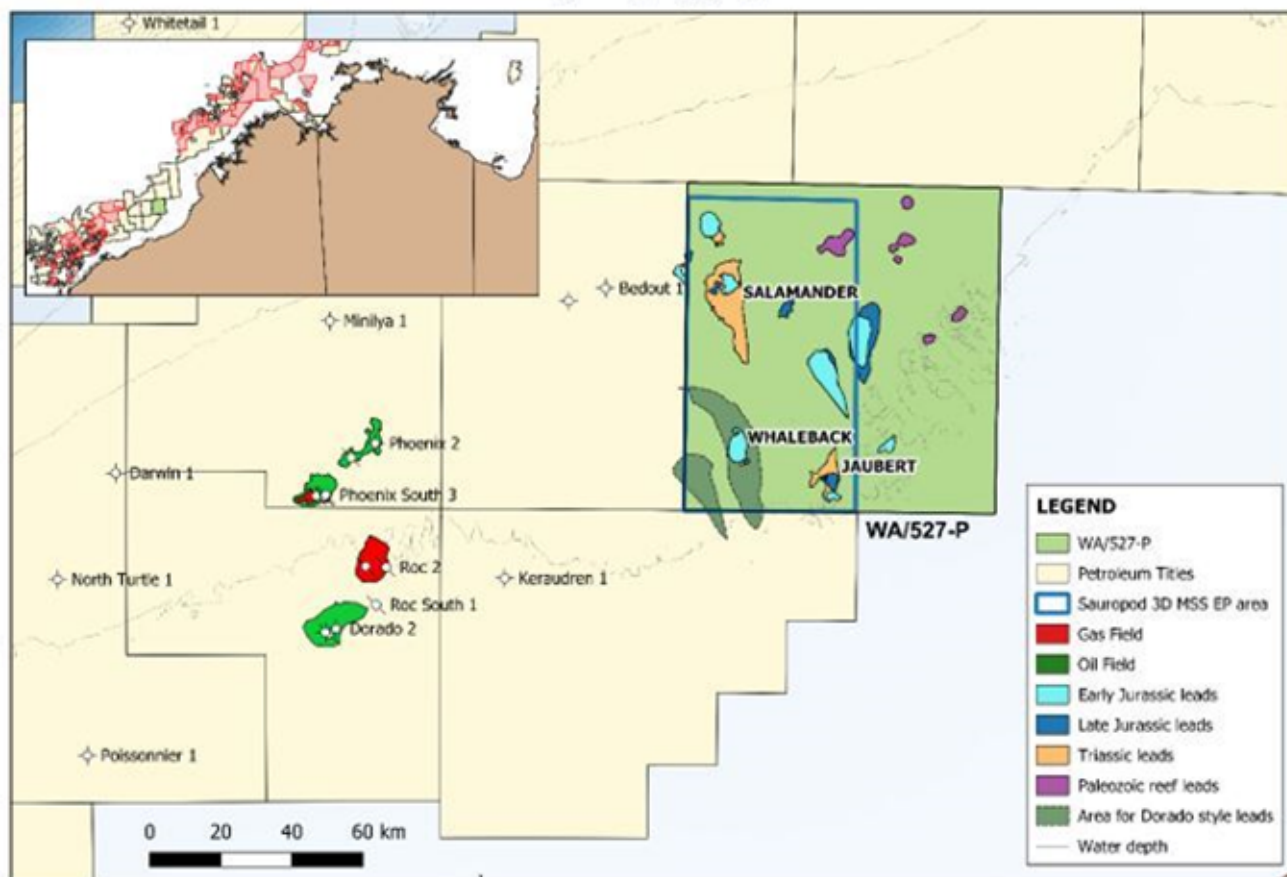 Whitetail 1
Bedout 1
SALAMANDER
Minilya 1
Phoenix 2
WHALEBACK
JAUBERT
Darwin 1
Phoenix South 3
WA/527-P
Roc 2
North Turtle 1
Keraudren 1
Roc South 1
Dorado 2
Poissonnier 1
0 20 40 60 km
LEGEND
WA/527-P
Petroleum Titles
Sauropod 3D MSS EP area
Gas Field
Oil Field
Early Jurassic leads
Late Jurassic leads
Triassic leads
Paleozoic reef leads
Area for Dorado style leads
Water depth